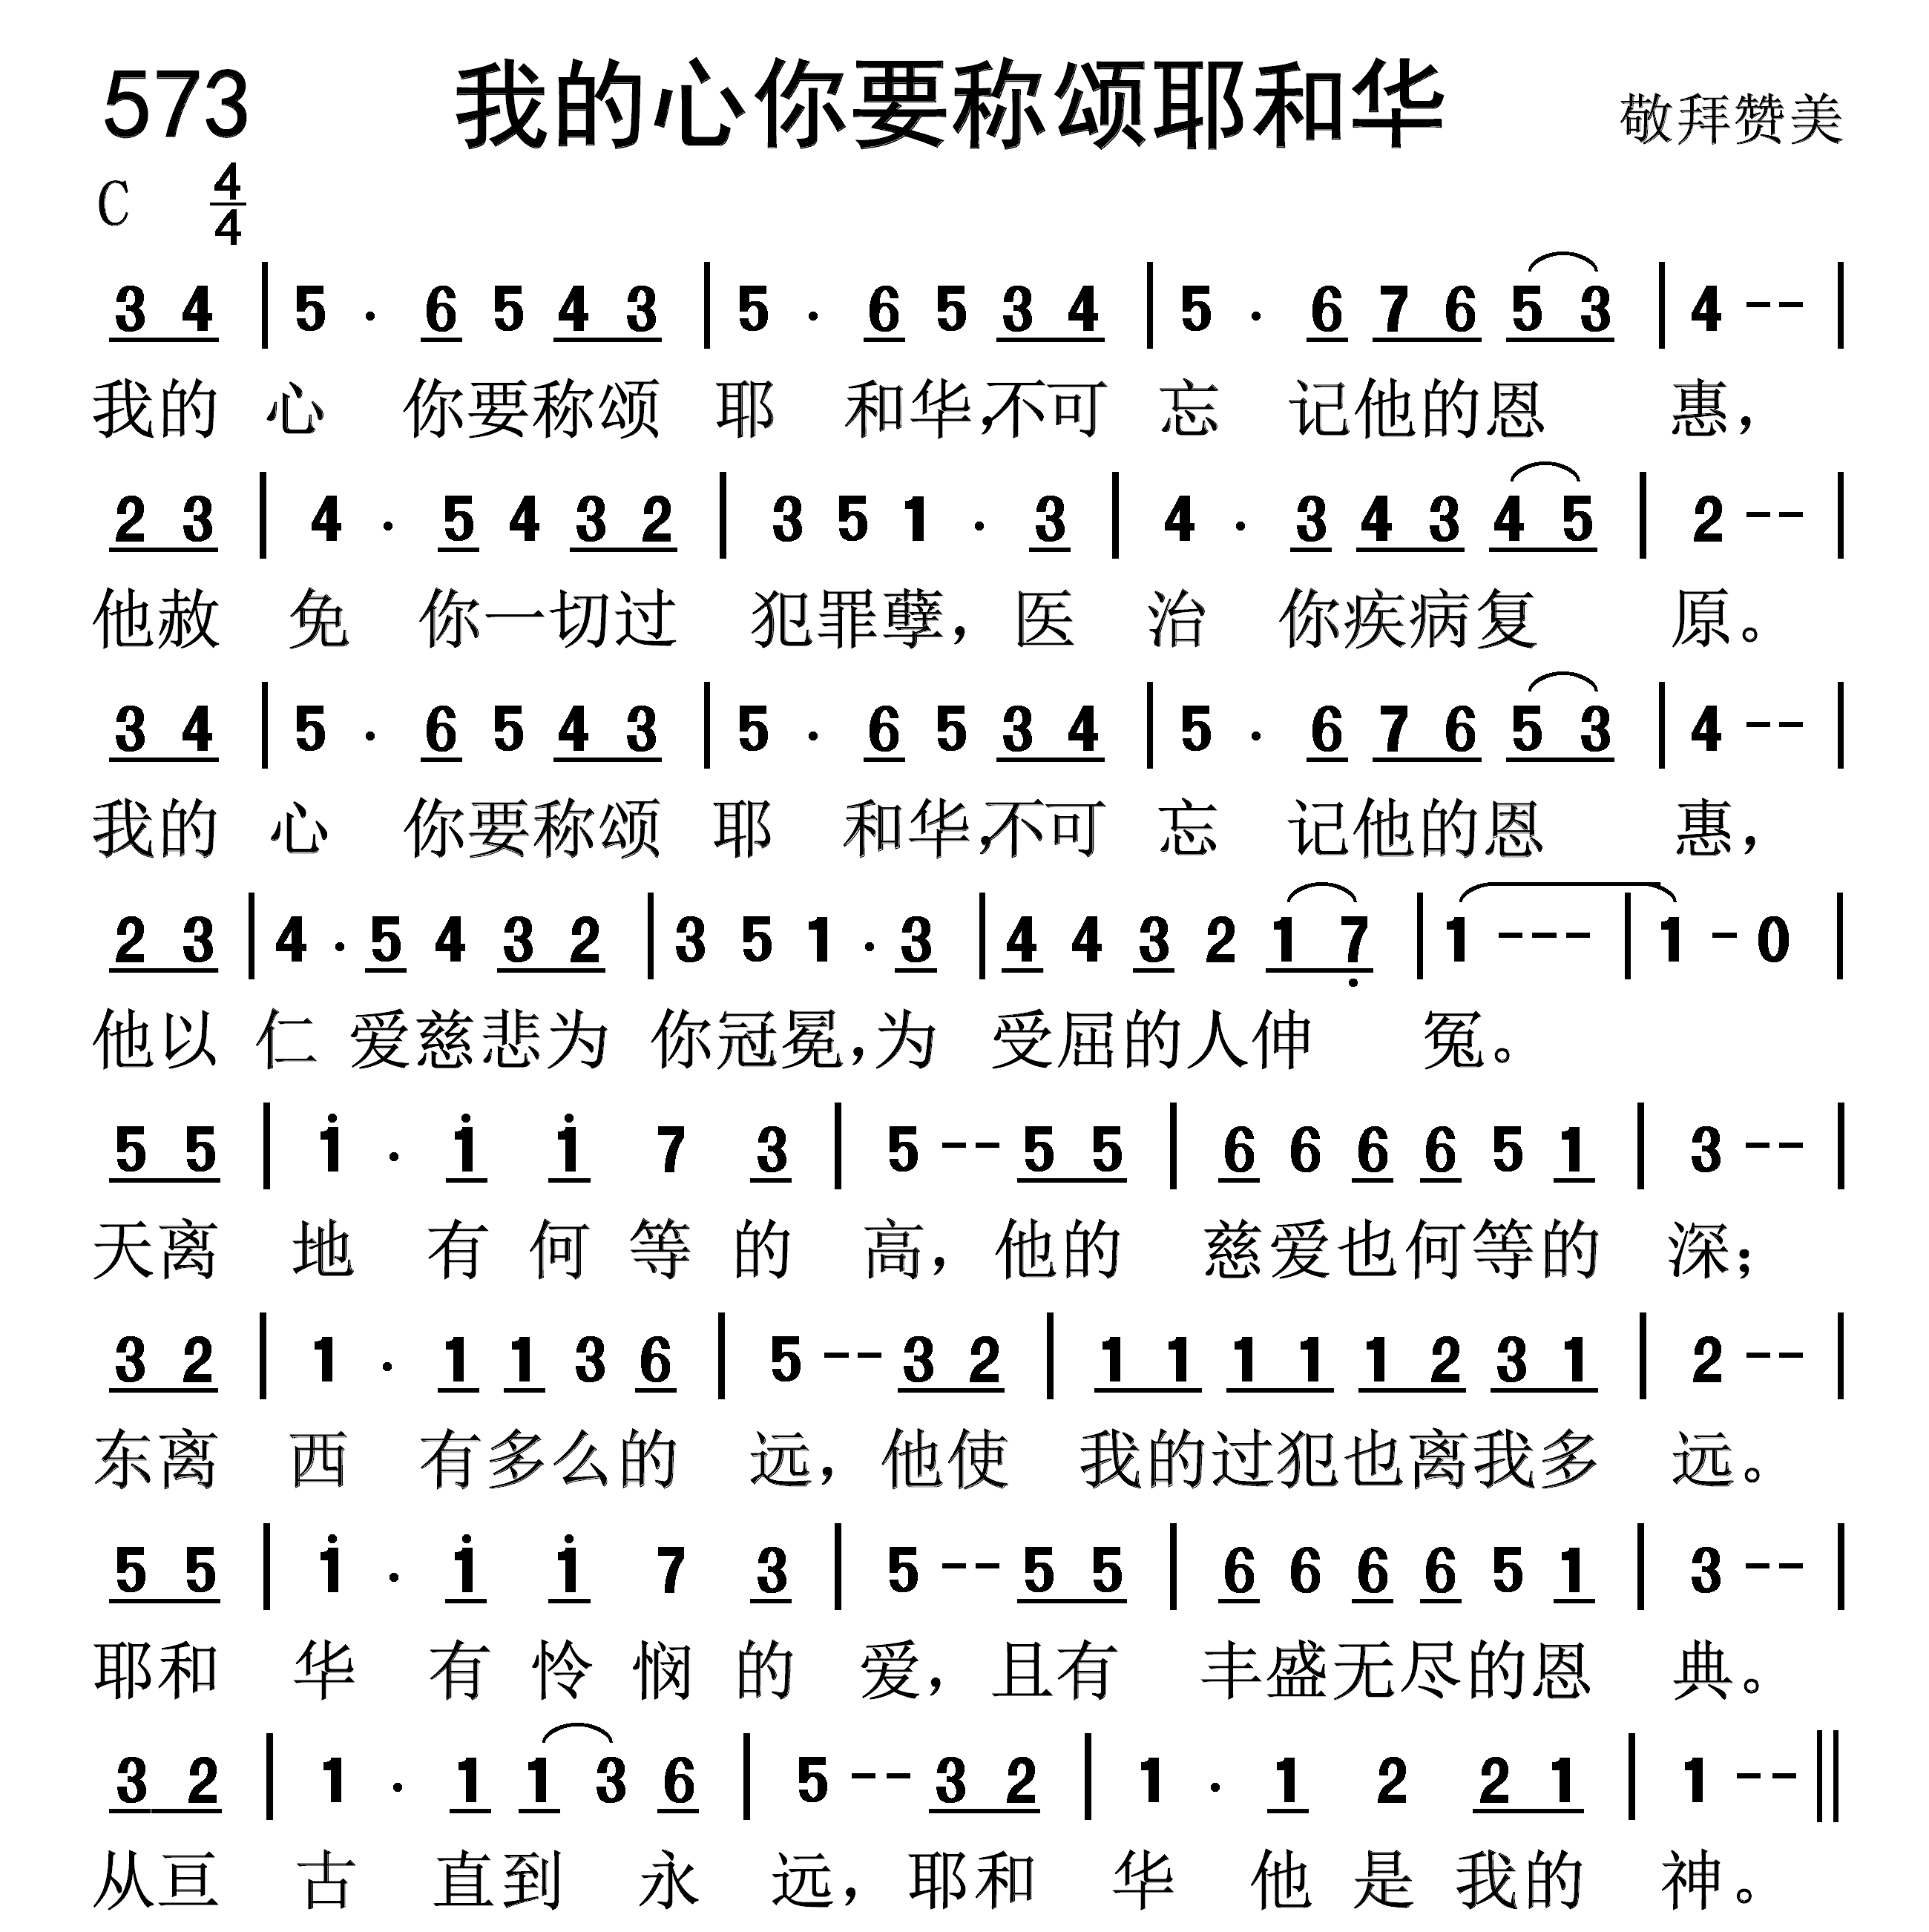 573 我的心你要称颂耶和华 敬拜赞美
C 4/4
3 4 | 5 . 6 5 4 3 | 5 . 6 5 3 4 | 5 . 6 7 6 5 3 | 4 - - |
我的 心 你要称颂 耶 和华，不可 忘 记他的恩 惠，
2 3 | 4 . 5 4 3 2 | 3 5 1 . 3 | 4 . 3 4 3 4 5 | 2 - - |
他赦 免 你一切过 犯罪孽，医 治 你疾病复 原。
3 4 | 5 . 6 5 4 3 | 5 . 6 5 3 4 | 5 . 6 7 6 5 3 | 4 - - |
我的 心 你要称颂 耶 和华，不可 忘 记他的恩 惠，
2 3 | 4 . 5 4 3 2 | 3 5 1 . 3 | 4 4 3 2 1 7̣ | 1 - - - | 1 - 0 |
他以 仁 爱慈悲为 你冠冕，为 受屈的人伸 冤。
5 5 | 1̇ . 1̇ 1̇ 7 3 | 5 - - 5 5 | 6 6 6 6 5 1 | 3 - - |
天离 地 有 何 等 的 高，他的 慈爱也何等的 深；
3 2 | 1 . 1 1 3 6 | 5 - - 3 2 | 1 1 1 1 1 2 3 1 | 2 - - |
东离 西 有多么的 远，他使 我的过犯也离我多 远。
5 5 | 1̇ . 1̇ 1̇ 7 3 | 5 - - 5 5 | 6 6 6 6 5 1 | 3 - - |
耶和 华 有 怜 悯 的 爱，且有 丰盛无尽的恩 典。
3 2 | 1 . 1 1 3 6 | 5 - - 3 2 | 1 . 1 2 2 1 | 1 - - ||
从亘 古 直到 永 远，耶和 华 他 是 我的 神。